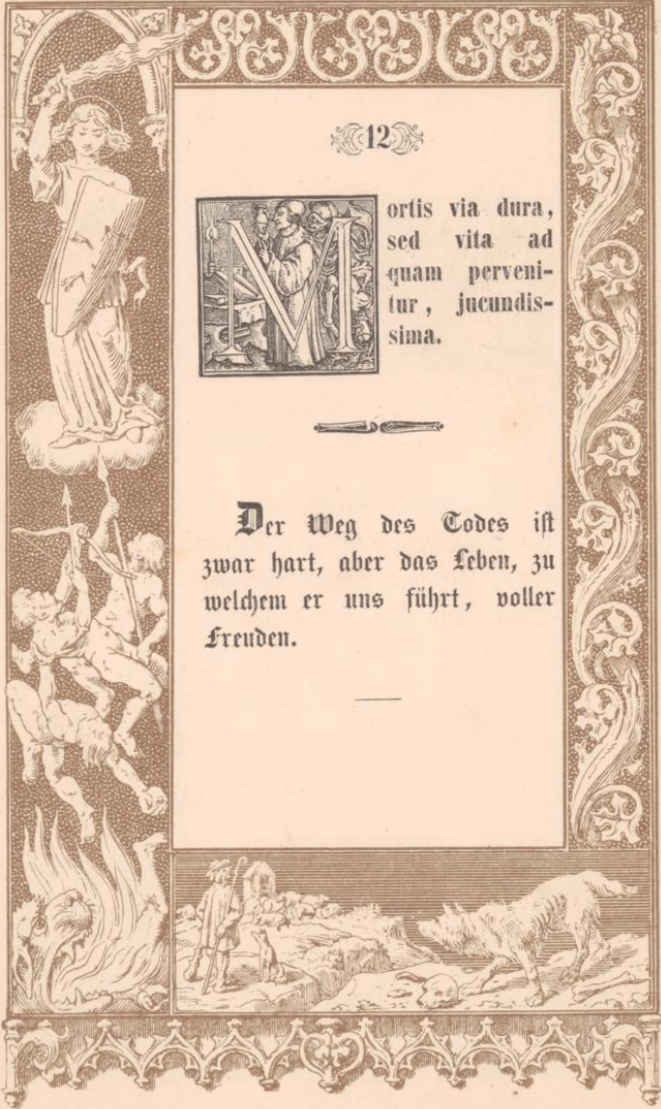 12
Mortis via dura,
sed vita ad
quam perveni-
tur, jucundis-
sima.
Der Weg des Todes ist
zwar hart, aber das Leben, zu
welchem er uns führt, voller
Freuden.